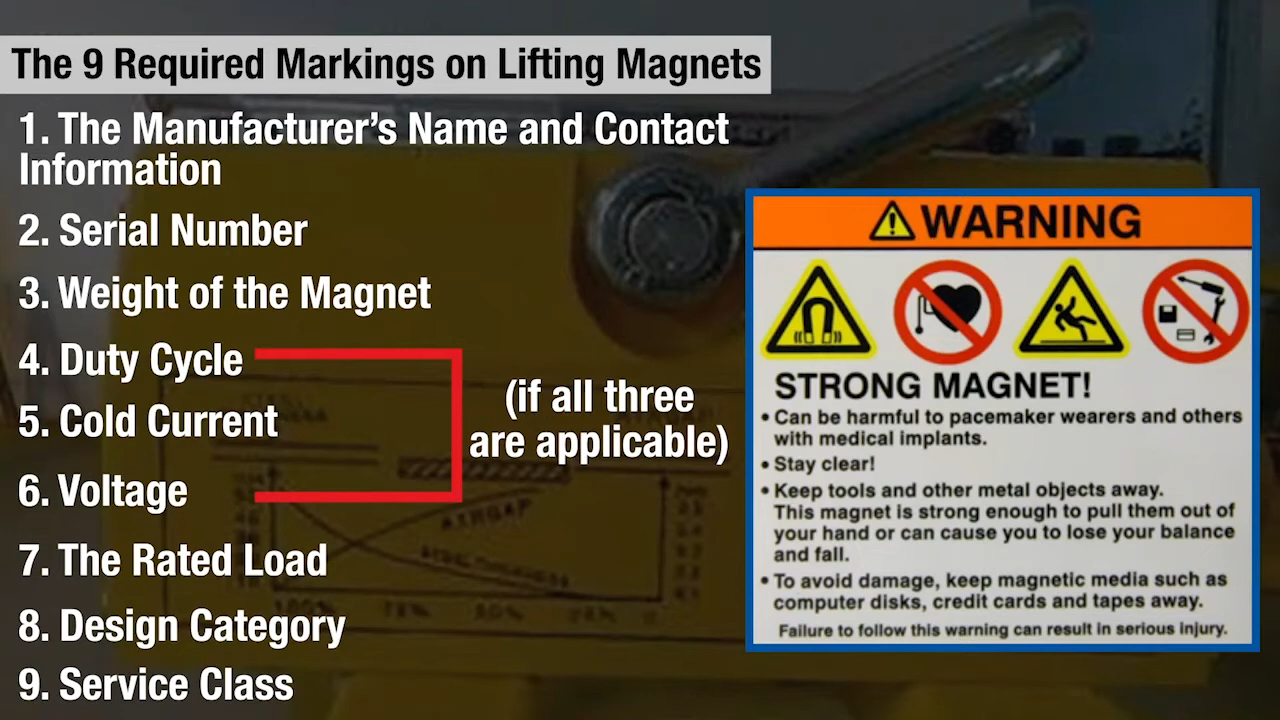 The 9 Required Markings on Lifting Magnets
1. The Manufacturer’s Name and Contact
Information
2. Serial Number
3. Weight of the Magnet
4. Duty Cycle
5. Cold Current
6. Voltage
(if all three
are applicable)
7. The Rated Load
8. Design Category
9. Service Class
WARNING
STRONG MAGNET!
• Can be harmful to pacemaker wearers and others
with medical implants.
• Stay clear!
• Keep tools and other metal objects away.
This magnet is strong enough to pull them out of
your hand or can cause you to lose your balance
and fall.
• To avoid damage, keep magnetic media such as
computer disks, credit cards and tapes away.
Failure to follow this warning can result in serious injury.
AIRGAP
100% 75% 50%